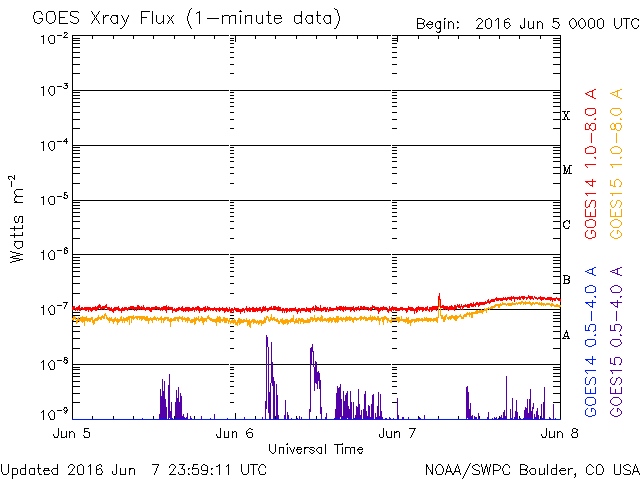 GOES Xray Flux (1-minute data)
Begin: 2016 Jun 5 0000 UTC
10⁻²
10⁻³
10⁻⁴
10⁻⁵
10⁻⁶
10⁻⁷
10⁻⁸
10⁻⁹
Watts m⁻²
X
M
C
B
A
GOES14 1.0-8.0 A
GOES15 1.0-8.0 A
GOES14 0.5-4.0 A
GOES15 0.5-4.0 A
Jun 5 Jun 6 Jun 7 Jun 8
Universal Time
Updated 2016 Jun 7 23:59:11 UTC
NOAA/SWPC Boulder, CO USA